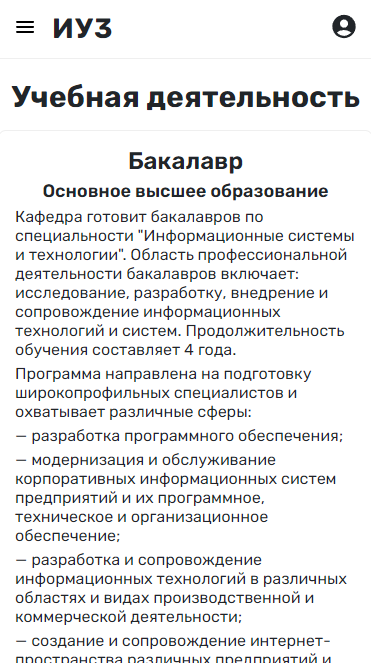 ИУ3
Учебная деятельность
Бакалавр
Основное высшее образование
Кафедра готовит бакалавров по
специальности "Информационные системы
и технологии". Область профессиональной
деятельности бакалавров включает:
исследование, разработку, внедрение и
сопровождение информационных
технологий и систем. Продолжительность
обучения составляет 4 года.
Программа направлена на подготовку
широкопрофильных специалистов и
охватывает различные сферы:
— разработка программного обеспечения;
— модернизация и обслуживание
корпоративных информационных систем
предприятий и их программное,
техническое и организационное
обеспечение;
— разработка и сопровождение
информационных технологий в различных
областях и видах производственной и
коммерческой деятельности;
— создание и сопровождение интернет-
пространства различных предприятий и